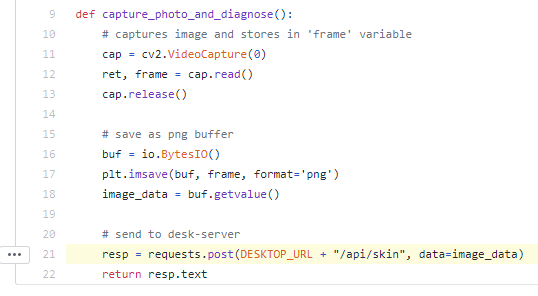 9 def capture_photo_and_diagnose():
10 # captures image and stores in 'frame' variable
11 cap = cv2.VideoCapture(0)
12 ret, frame = cap.read()
13 cap.release()
14
15 # save as png buffer
16 buf = io.BytesIO()
17 plt.imsave(buf, frame, format='png')
18 image_data = buf.getvalue()
19
20 # send to desk-server
21 resp = requests.post(DESKTOP_URL + "/api/skin", data=image_data)
22 return resp.text